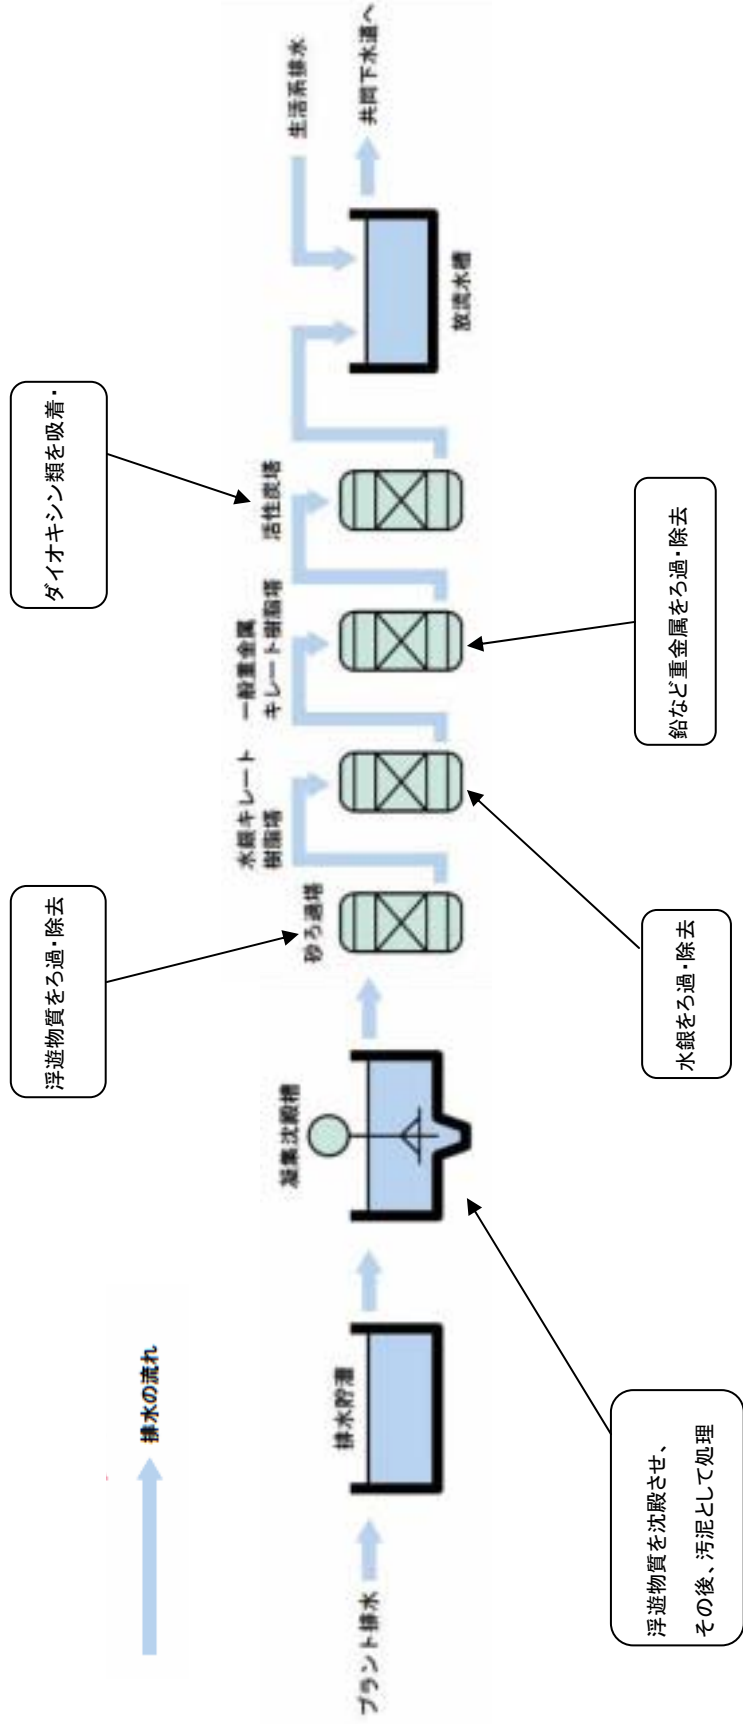 排水の流れ
浮遊物質をろ過・除去
ダイオキシン類を吸着・
プラント排水
排水貯溜
凝集沈殿槽
砂ろ過塔
水銀キレート
樹脂塔
一般重金属
キレート樹脂塔
活性炭塔
放流水槽
生活系排水
共同下水道へ
浮遊物質を沈殿させ、
その後、汚泥として処理
水銀をろ過・除去
鉛など重金属をろ過・除去